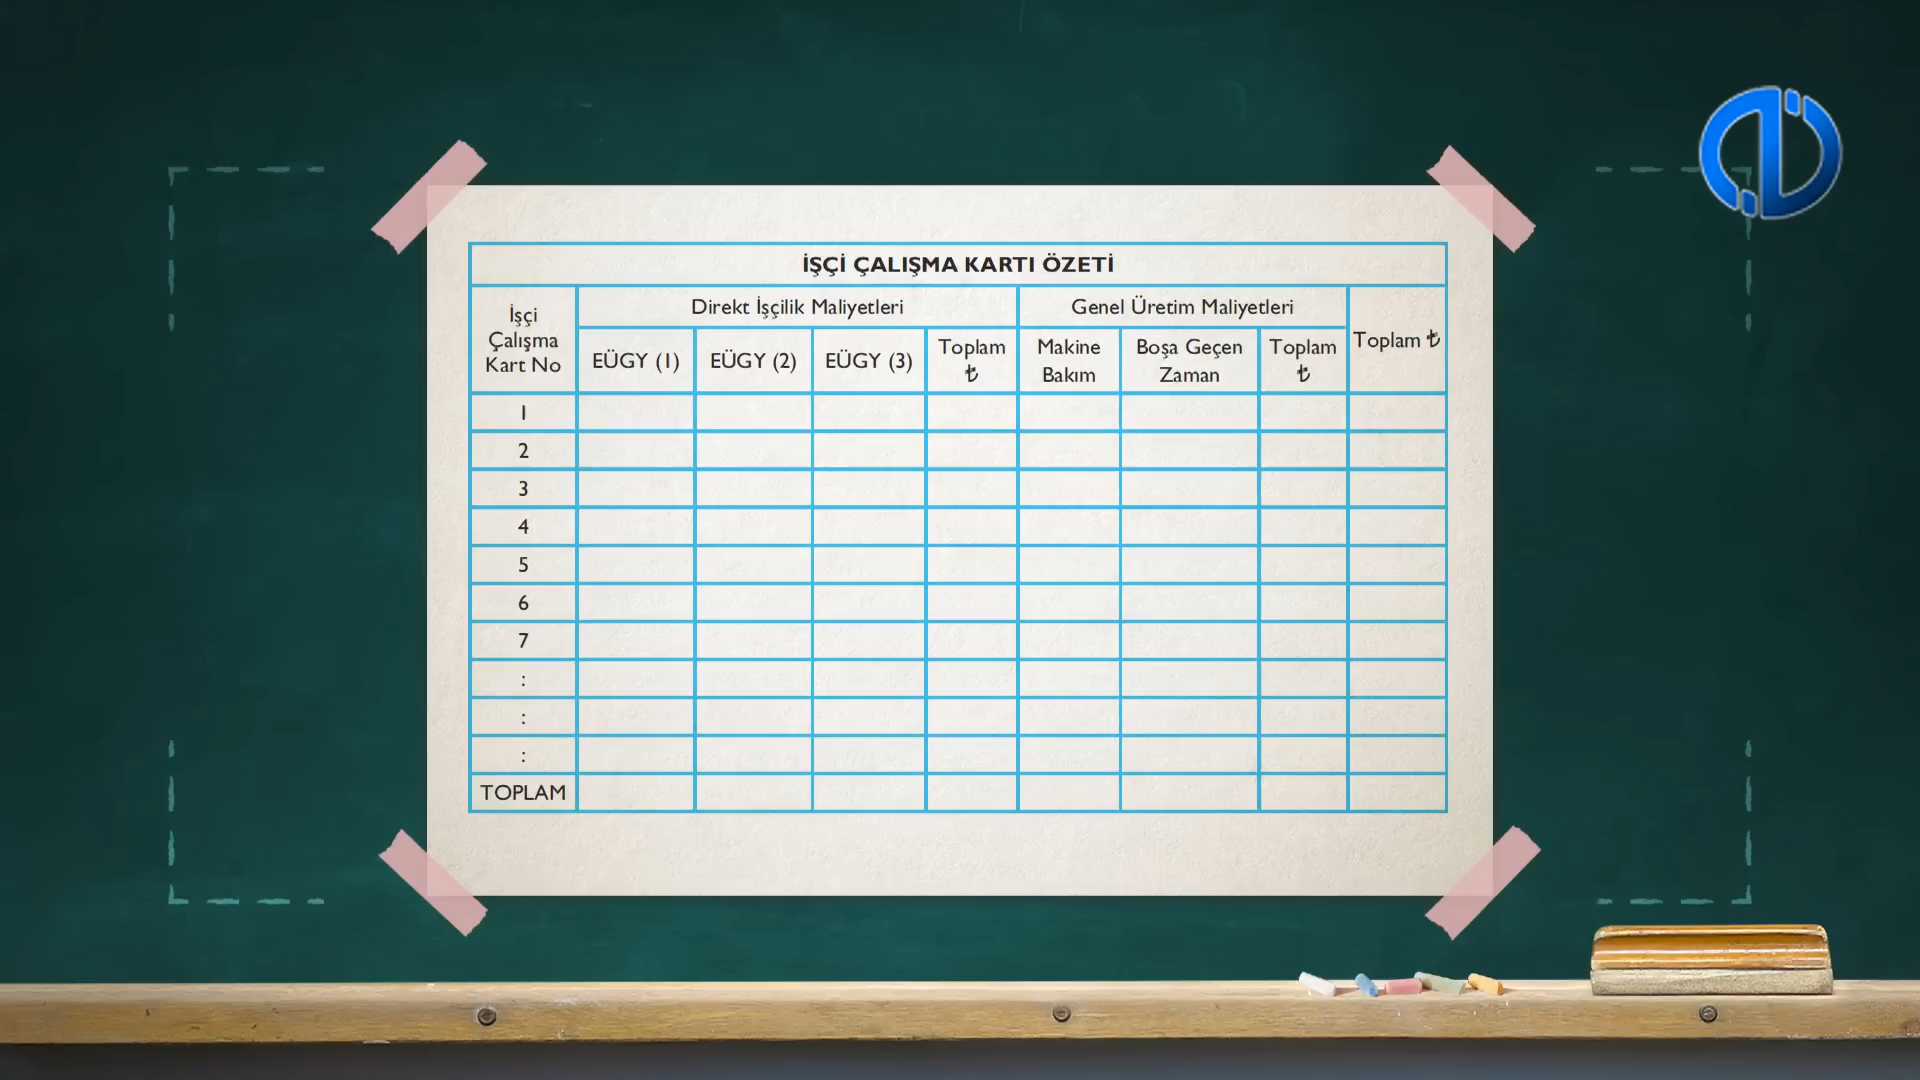 İŞÇİ ÇALIŞMA KARTI ÖZETİ
İşçi
Çalışma
Kart No
Direkt İşçilik Maliyetleri
Genel Üretim Maliyetleri
Toplam ₺
EÜGY (1)
EÜGY (2)
EÜGY (3)
Toplam
₺
Makine
Bakım
Boşa Geçen
Zaman
Toplam
₺
1
2
3
4
5
6
7
:
:
:
TOPLAM